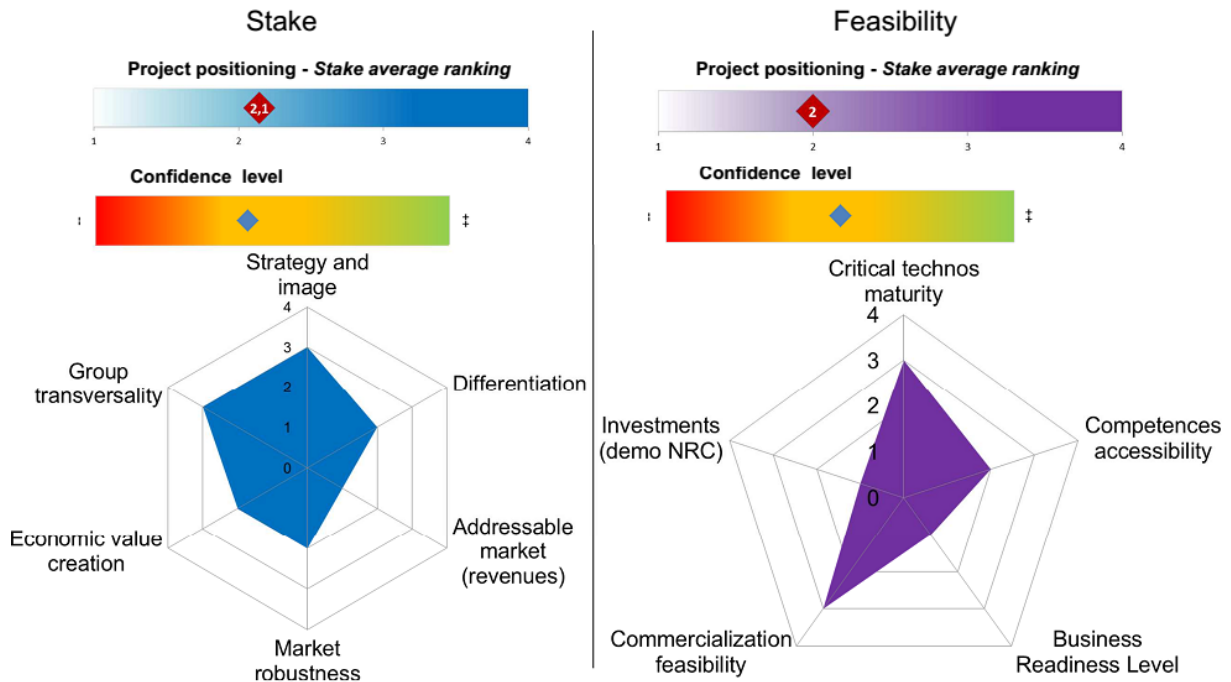 Stake
Project positioning - Stake average ranking
2,1
1
2
3
4
Confidence level
‡
Strategy and
image
4
3
2
1
0
Group
transversality
Differentiation
Economic value
creation
Addressable
market
(revenues)
Market
robustness
Feasibility
Project positioning - Stake average ranking
2
1
2
3
4
Confidence level
‡
Critical technos
maturity
4
3
2
1
0
Investments
(demo NRC)
Competences
accessibility
Commercialization
feasibility
Business
Readiness Level